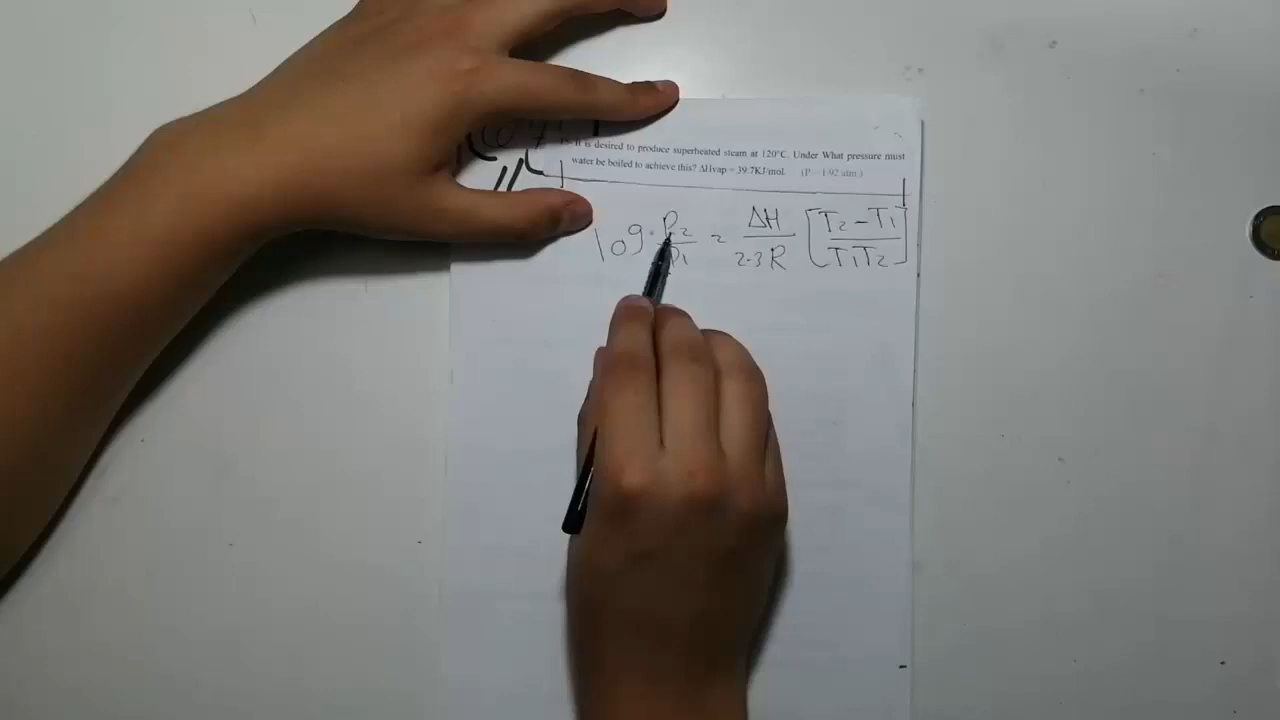 It is desired to produce superheated steam at 120°C. Under What pressure must
water be boiled to achieve this? ΔHvap = 39.7KJ/mol. (P = 1.92 atm.)
log P2/P1 = ΔH/2.3R [T2-T1/T1T2]